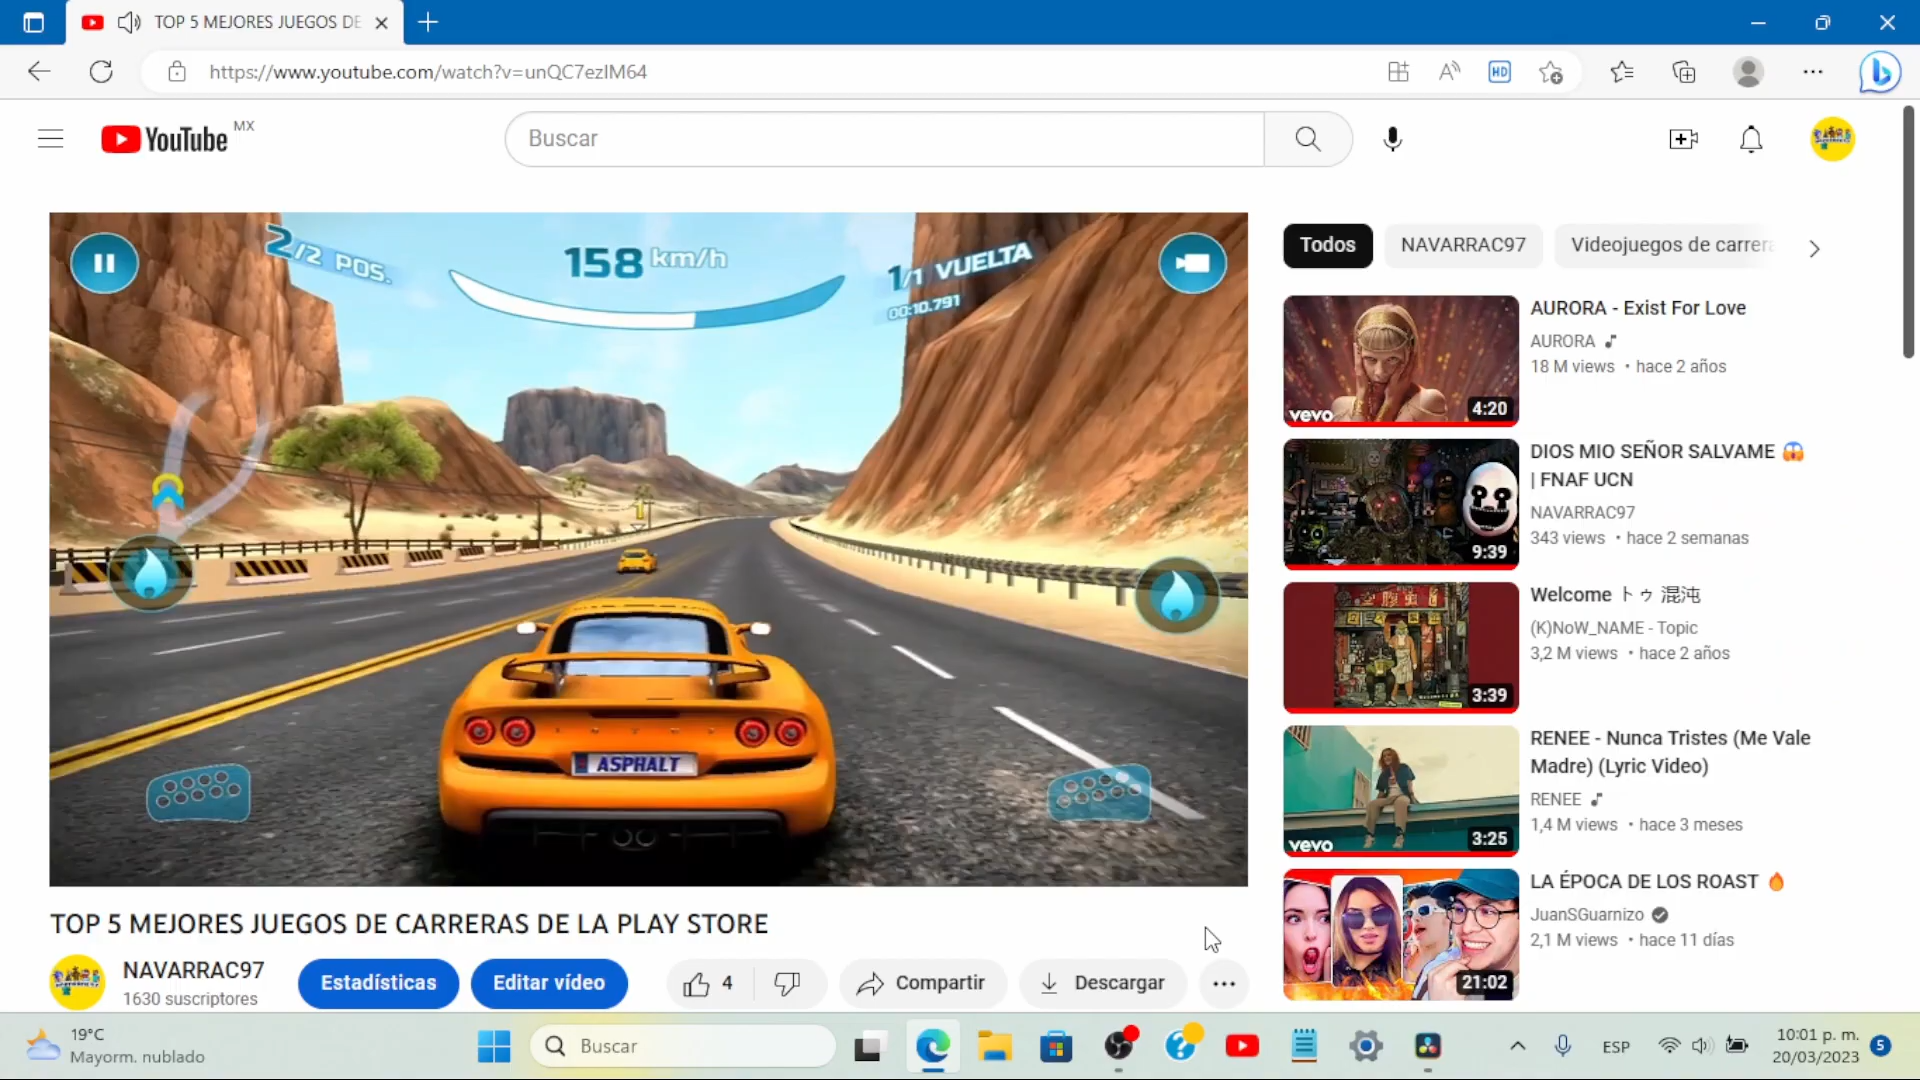 TOP 5 MEJORES JUEGOS DE
https://www.youtube.com/watch?v=unQC7ezIM64
HD
YouTube MX
Buscar
2/2 POS.
158 km/h
1/1 VUELTA
00:10.791
ASPHALT
TOP 5 MEJORES JUEGOS DE CARRERAS DE LA PLAY STORE
NAVARRAC97
1630 suscriptores
Estadísticas
Editar vídeo
4
Compartir
Descargar
Todos
NAVARRAC97
Videojuegos de carrera
AURORA - Exist For Love
AURORA
18 M views • hace 2 años
vevo
4:20
DIOS MIO SEÑOR SALVAME 😱
| FNAF UCN
NAVARRAC97
343 views • hace 2 semanas
9:39
Welcome トゥ 混沌
(K)NoW_NAME - Topic
3,2 M views • hace 2 años
3:39
RENEE - Nunca Tristes (Me Vale
Madre) (Lyric Video)
RENEE
1,4 M views • hace 3 meses
vevo
3:25
LA ÉPOCA DE LOS ROAST 🔥
JuanSGuarnizo
2,1 M views • hace 11 días
21:02
19°C
Mayorm. nublado
Buscar
ESP
10:01 p. m.
20/03/2023
5